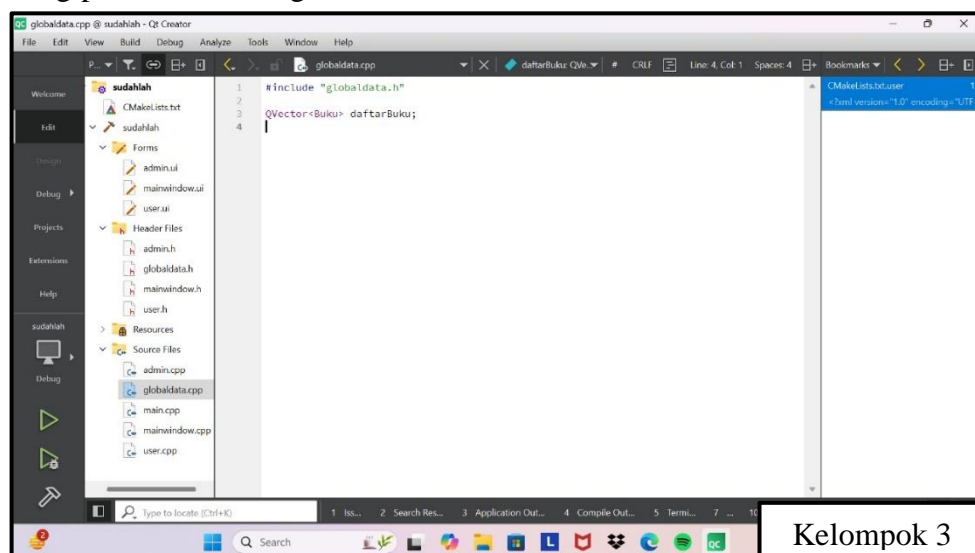 globaldata.cpp @ sudahlah - Qt Creator
File Edit View Build Debug Analyze Tools Window Help
P... globaldata.cpp daftarBuku: QVe... # CRLF Line: 4, Col: 1 Spaces: 4 Bookmarks
Welcome
Edit
Design
Debug
Projects
Extensions
Help
sudahlah
Debug
sudahlah
CMakeLists.txt
sudahlah
Forms
admin.ui
mainwindow.ui
user.ui
Header Files
admin.h
globaldata.h
mainwindow.h
user.h
Resources
Source Files
admin.cpp
globaldata.cpp
main.cpp
mainwindow.cpp
user.cpp
1 #include "globaldata.h"
2
3 QVector<Buku> daftarBuku;
4
CMakeLists.txt.user 1
<?xml version="1.0" encoding="UTF
Type to locate (Ctrl+K) 1 Iss... 2 Search Res... 3 Application Out... 4 Compile Out... 5 Termi... 7 ... 10
Search
Kelompok 3